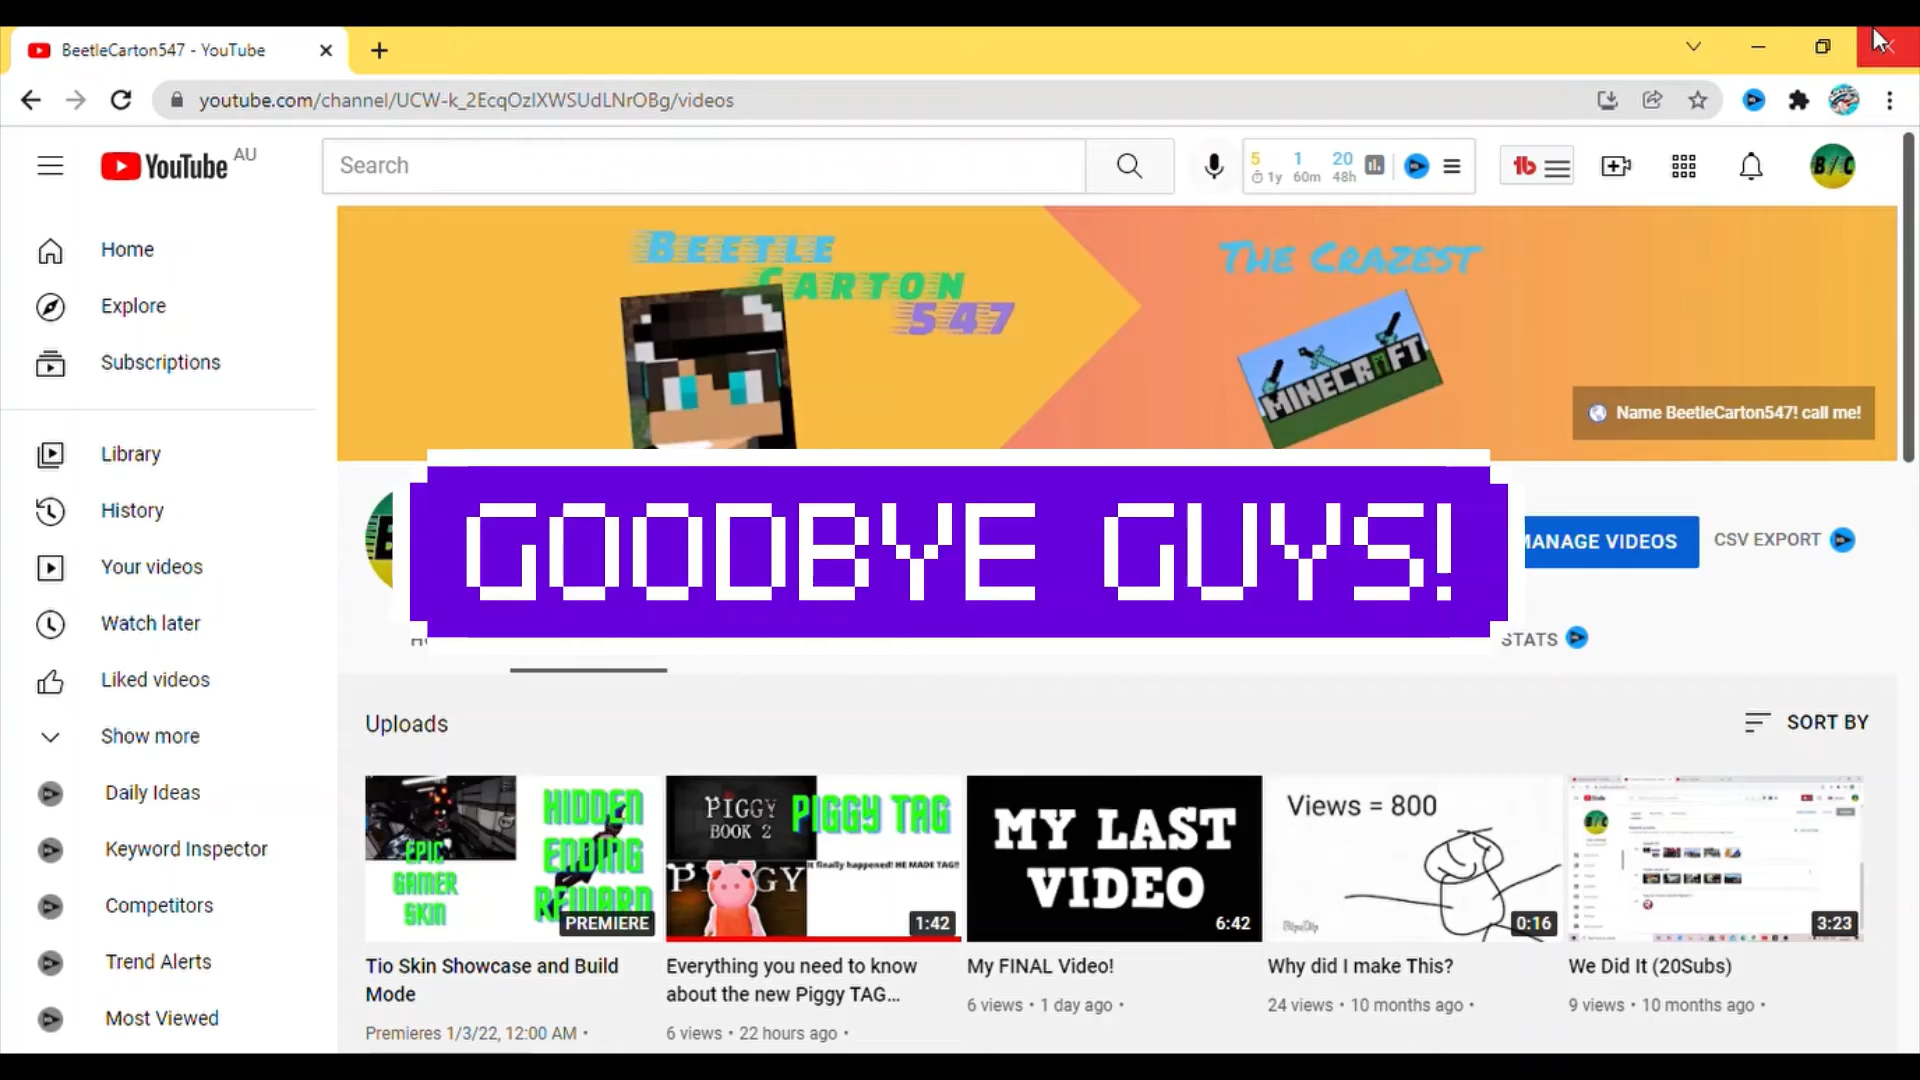 BeetleCarton547 - YouTube
youtube.com/channel/UCW-k_2EcqOzIXWSUdLNrOBg/videos
YouTube AU
Search
5 1 20
1y 60m 48h
B/C
Home
Explore
Subscriptions
Library
History
Your videos
Watch later
Liked videos
Show more
Daily Ideas
Keyword Inspector
Competitors
Trend Alerts
Most Viewed
BEETLE
CARTON
547
THE CRAZEST
MINECRAFT
Name BeetleCarton547! call me!
GOODBYE GUYS!
MANAGE VIDEOS
CSV EXPORT
STATS
Uploads
SORT BY
EPIC
GAMER
SKIN
HIDDEN
ENDING
REWARD
PREMIERE
Tio Skin Showcase and Build
Mode
Premieres 1/3/22, 12:00 AM •
PIGGY
BOOK 2
PIGGY TAG
It finally happened! HE MADE TAG!!
1:42
Everything you need to know
about the new Piggy TAG...
6 views • 22 hours ago •
MY LAST
VIDEO
6:42
My FINAL Video!
6 views • 1 day ago •
Views = 800
0:16
Why did I make This?
24 views • 10 months ago •
3:23
We Did It (20Subs)
9 views • 10 months ago •